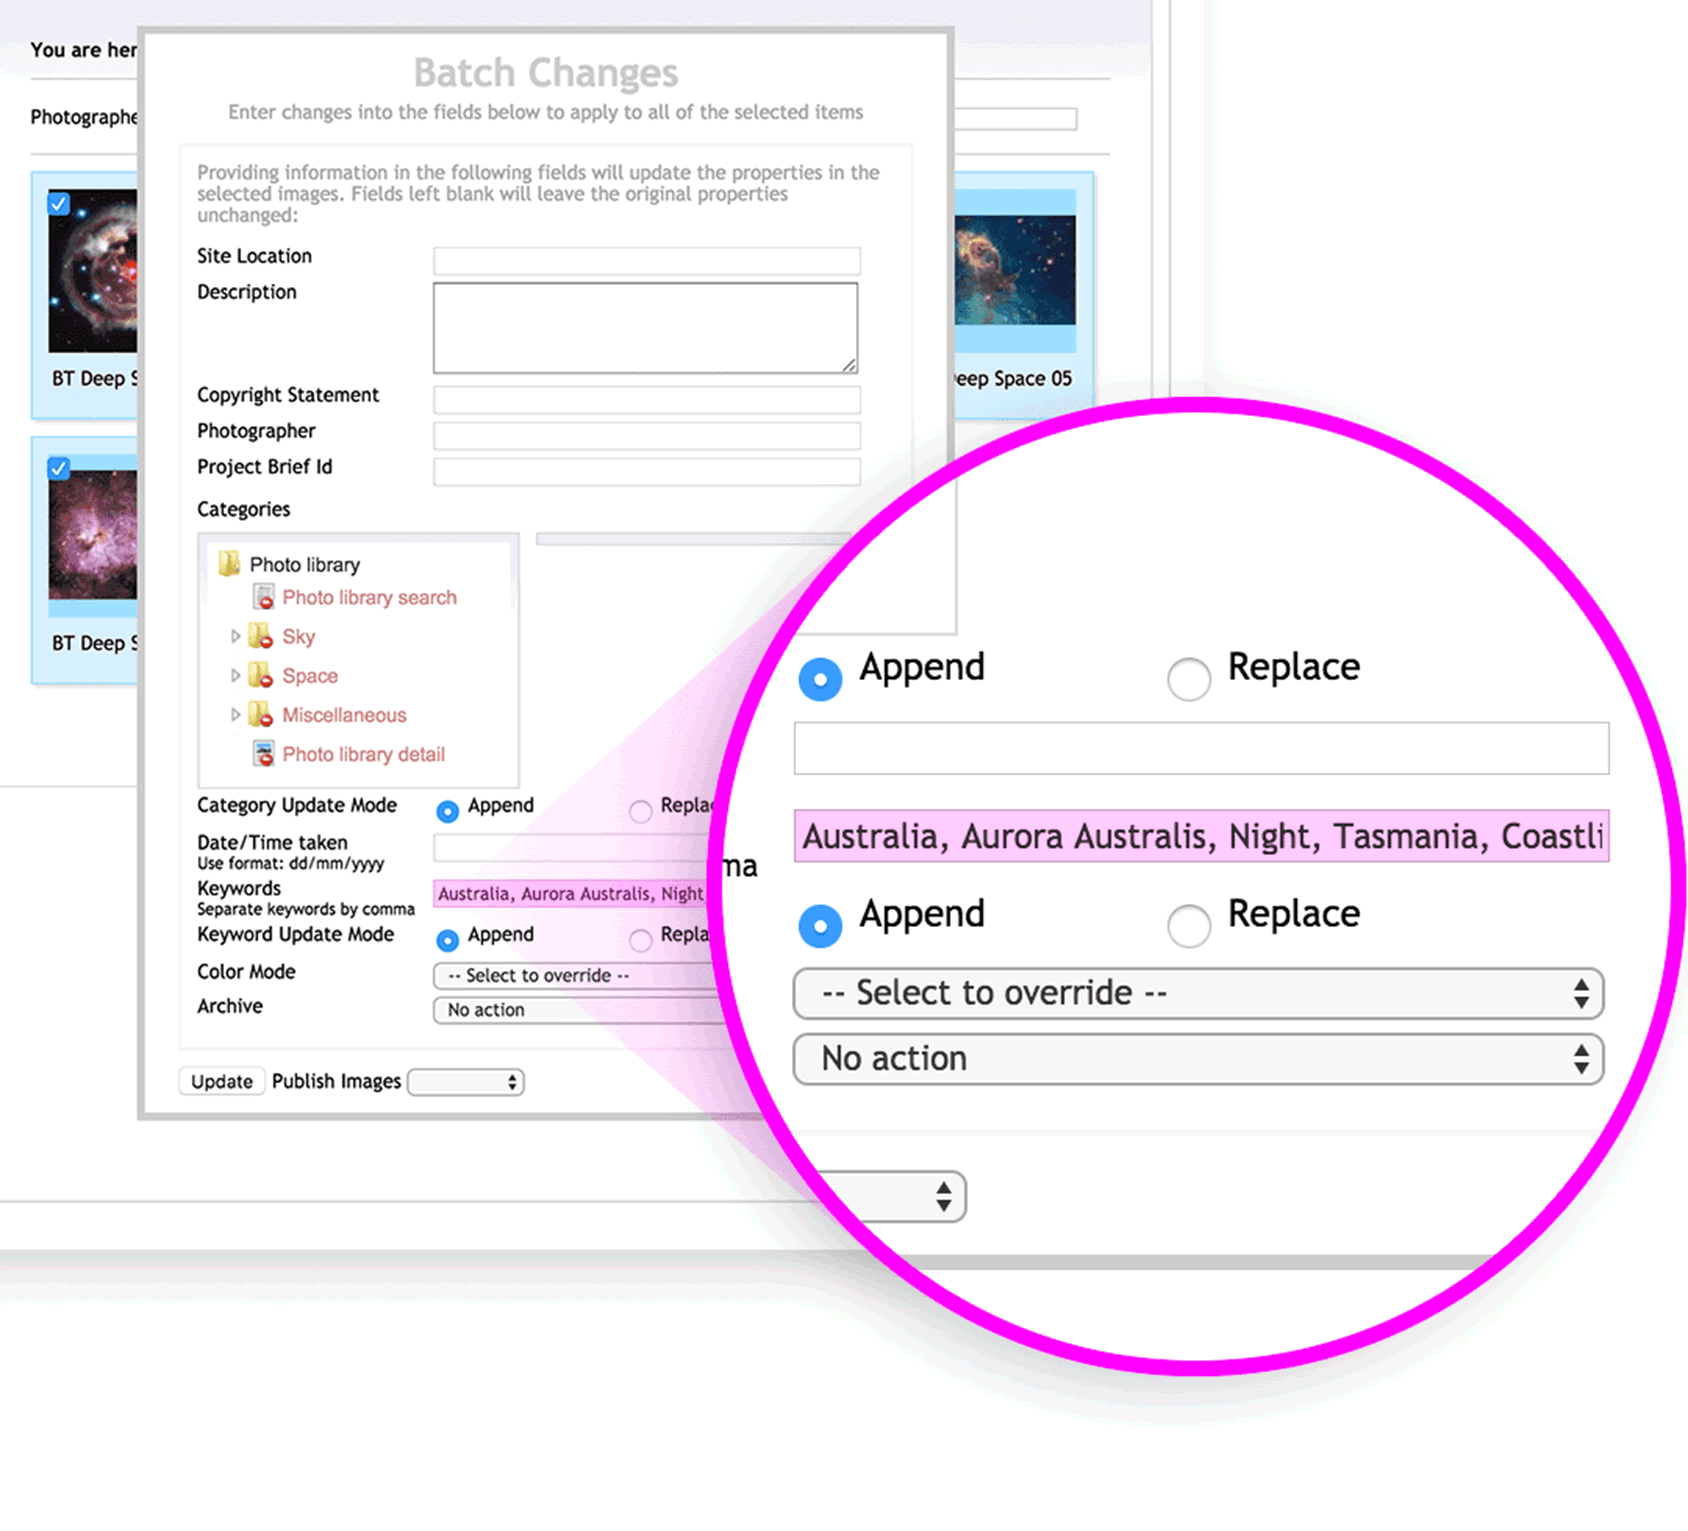 You are her
Photographe
BT Deep S
BT Deep S
eep Space 05
Batch Changes
Enter changes into the fields below to apply to all of the selected items
Providing information in the following fields will update the properties in the
selected images. Fields left blank will leave the original properties
unchanged:
Site Location
Description
Copyright Statement
Photographer
Project Brief Id
Categories
Photo library
Photo library search
Sky
Space
Miscellaneous
Photo library detail
Category Update Mode Append Repla
Date/Time taken
Use format: dd/mm/yyyy
Keywords Australia, Aurora Australis, Night
Separate keywords by comma
Keyword Update Mode Append Repla
Color Mode -- Select to override --
Archive No action
Update Publish Images
Append Replace
ma
Australia, Aurora Australis, Night, Tasmania, Coastli
Append Replace
-- Select to override --
No action